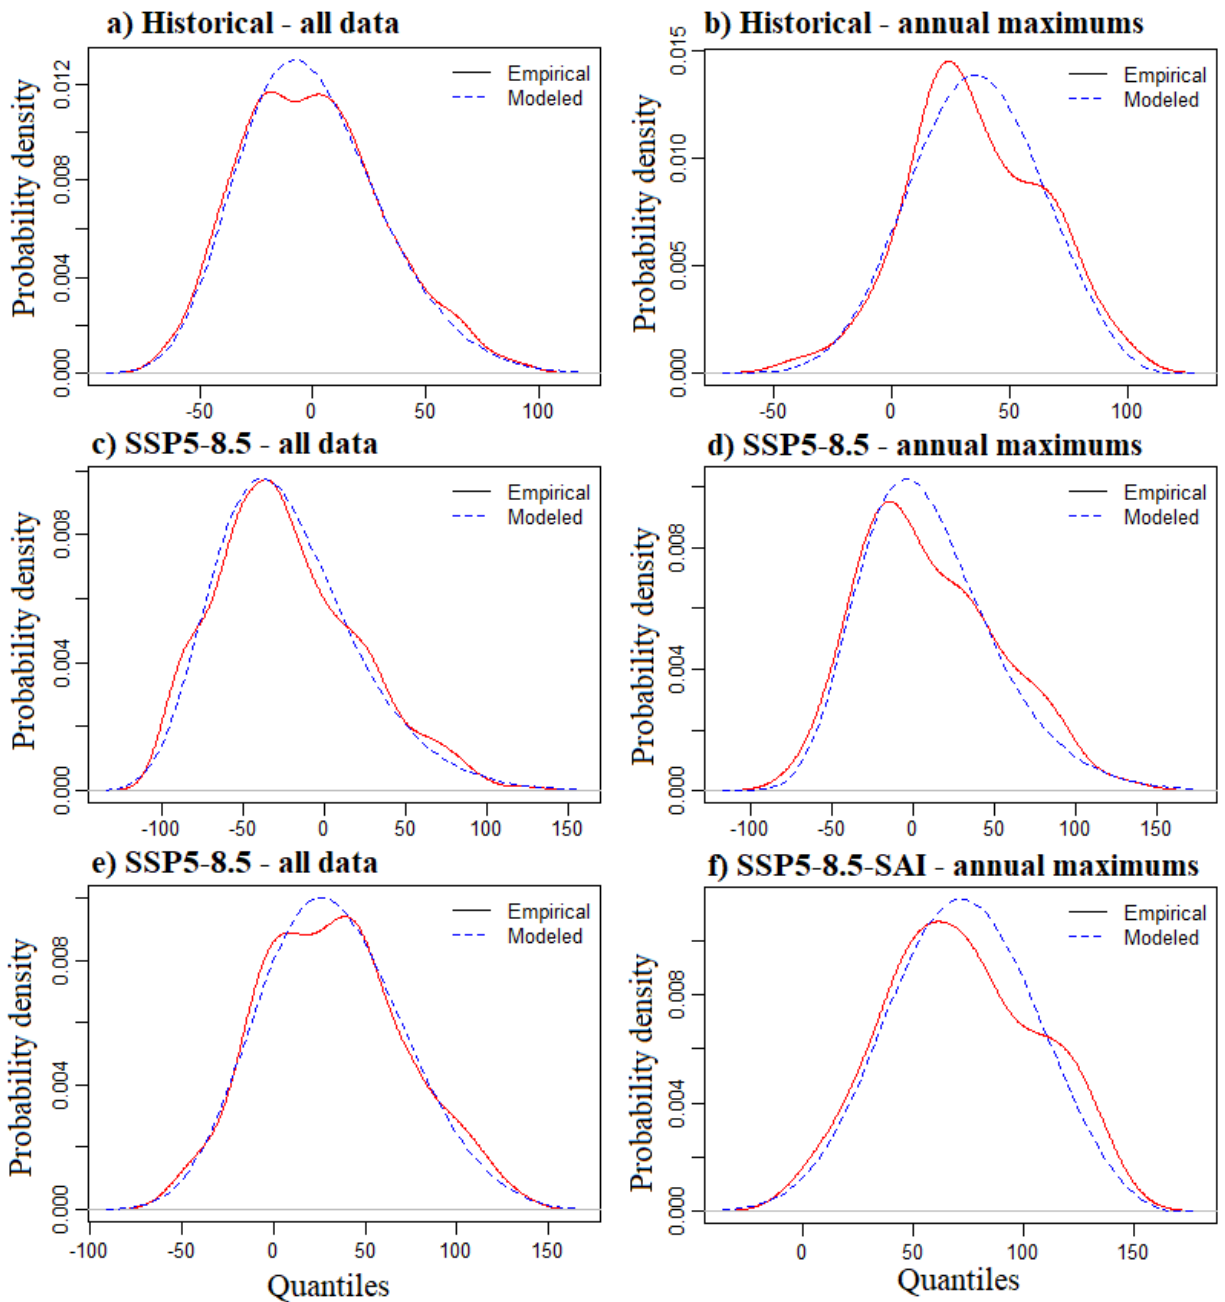 a) Historical - all data
Probability density
0.000 0.004 0.008 0.012
Empirical
Modeled
-50 0 50 100
b) Historical - annual maximums
Probability density
0.000 0.005 0.010 0.015
Empirical
Modeled
-50 0 50 100
c) SSP5-8.5 - all data
Probability density
0.000 0.004 0.008
Empirical
Modeled
-100 -50 0 50 100 150
d) SSP5-8.5 - annual maximums
Probability density
0.000 0.004 0.008
Empirical
Modeled
-100 -50 0 50 100 150
e) SSP5-8.5 - all data
Probability density
0.000 0.004 0.008
Empirical
Modeled
-100 -50 0 50 100 150
Quantiles
f) SSP5-8.5-SAI - annual maximums
Probability density
0.000 0.004 0.008
Empirical
Modeled
0 50 100 150
Quantiles